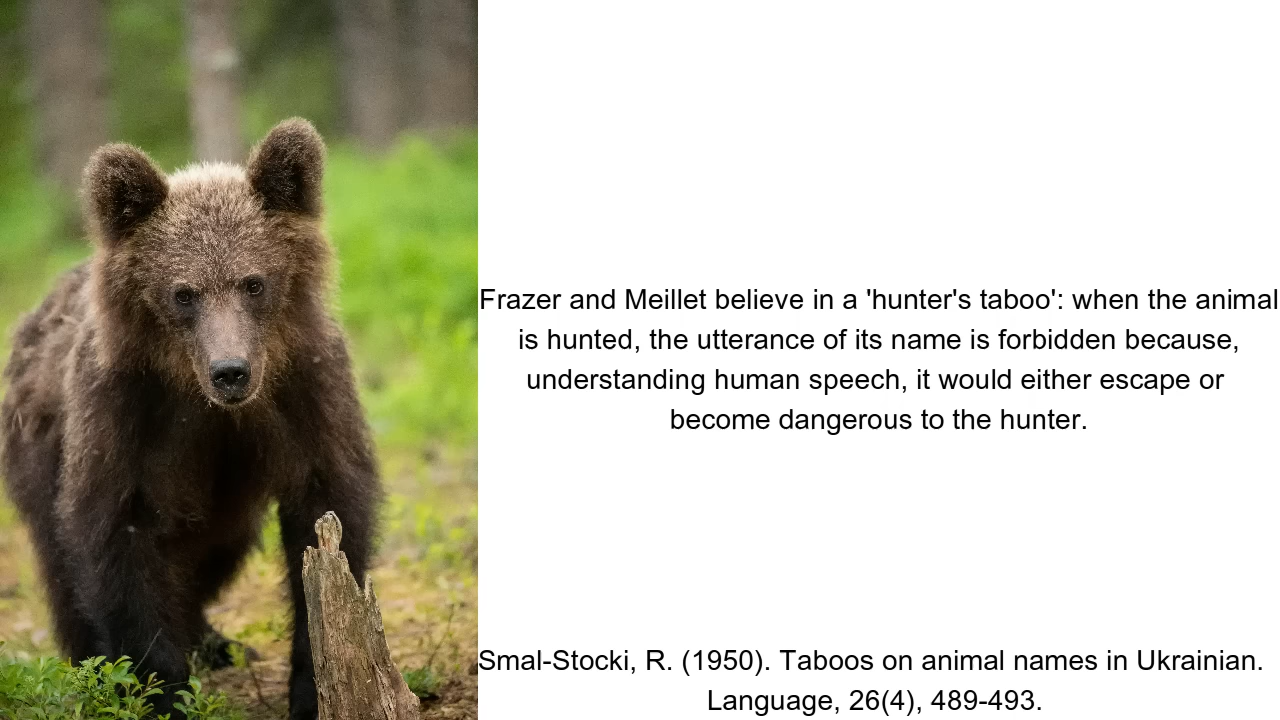 Frazer and Meillet believe in a 'hunter's taboo': when the animal
is hunted, the utterance of its name is forbidden because,
understanding human speech, it would either escape or
become dangerous to the hunter.
Smal-Stocki, R. (1950). Taboos on animal names in Ukrainian.
Language, 26(4), 489-493.